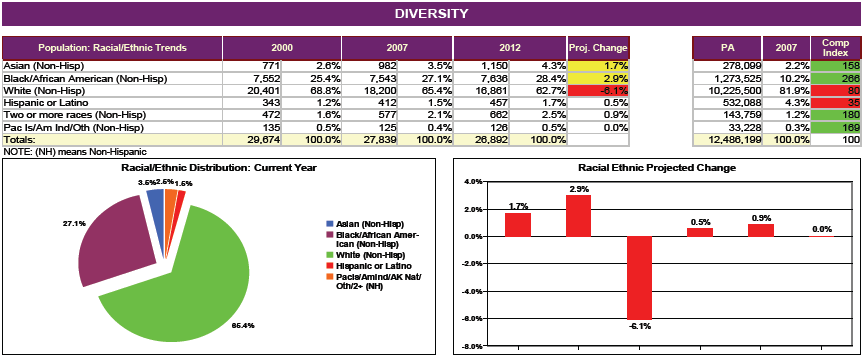 DIVERSITY
Population: Racial/Ethnic Trends 2000 2007 2012 Proj. Change PA 2007 Comp Index
Asian (Non-Hisp) 771 2.6% 982 3.5% 1,150 4.3% 1.7% 278,099 2.2% 158
Black/African American (Non-Hisp) 7,552 25.4% 7,543 27.1% 7,636 28.4% 2.9% 1,273,525 10.2% 266
White (Non-Hisp) 20,401 68.8% 18,200 65.4% 16,861 62.7% -6.1% 10,225,500 81.9% 80
Hispanic or Latino 343 1.2% 412 1.5% 457 1.7% 0.5% 532,088 4.3% 35
Two or more races (Non-Hisp) 472 1.6% 577 2.1% 662 2.5% 0.9% 143,759 1.2% 180
Pac Is/Am Ind/Oth (Non-Hisp) 135 0.5% 125 0.4% 126 0.5% 0.0% 33,228 0.3% 169
Totals: 29,674 100.0% 27,839 100.0% 26,892 100.0% 12,486,199 100.0% 100
NOTE: (NH) means Non-Hispanic
Racial/Ethnic Distribution: Current Year
3.5% 2.5% 1.5%
27.1%
65.4%
Asian (Non-Hisp)
Black/African Amer-
ican (Non-Hisp)
White (Non-Hisp)
Hispanic or Latino
PacIs/AmInd/AK Nat/
Oth/2+ (NH)
Racial Ethnic Projected Change
4.0%
2.0%
0.0%
-2.0%
-4.0%
-6.0%
-8.0%
1.7%
2.9%
-6.1%
0.5%
0.9%
0.0%